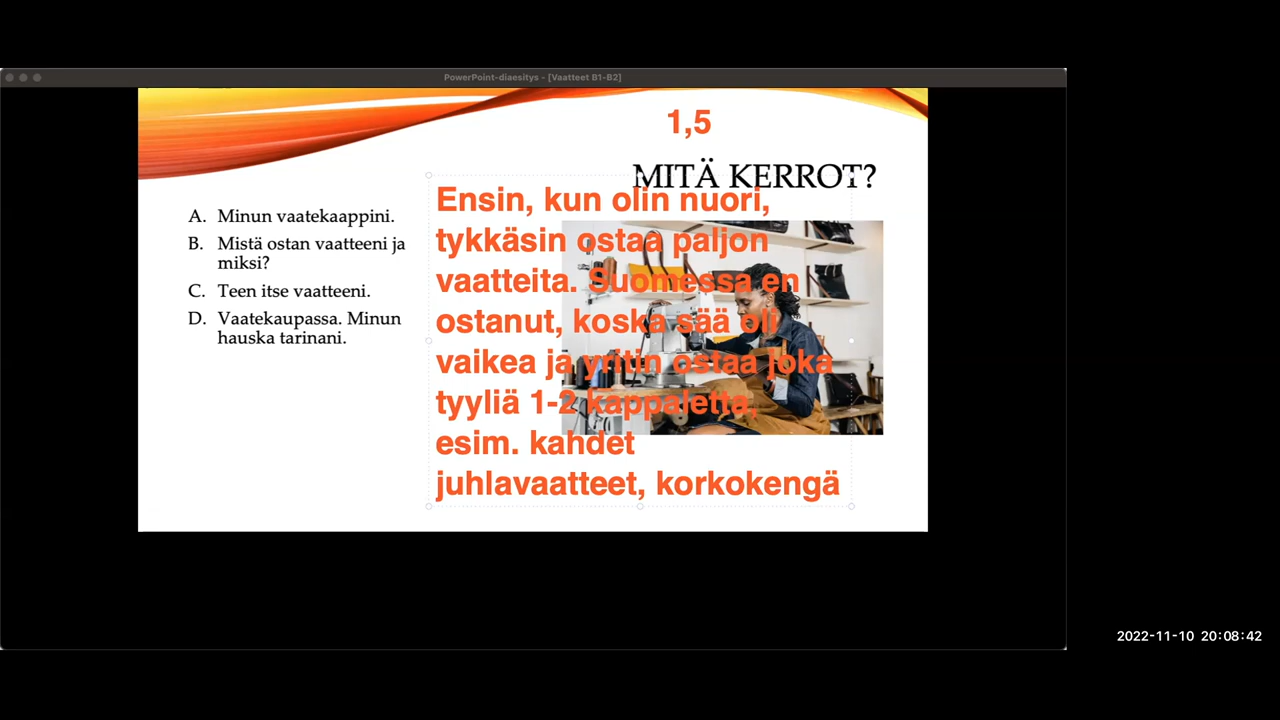 PowerPoint-diaesitys - [Vaatteet B1-B2]
1,5
MITÄ KERROT?
A. Minun vaatekaappini.
B. Mistä ostan vaatteeni ja
miksi?
C. Teen itse vaatteeni.
D. Vaatekaupassa. Minun
hauska tarinani.
Ensin, kun olin nuori,
tykkäsin ostaa paljon
vaatteita. Suomessa en
ostanut, koska sää oli
vaikea ja yritin ostaa joka
tyyliä 1-2 kappaletta,
esim. kahdet
juhlavaatteet, korkokengä
2022-11-10 20:08:42